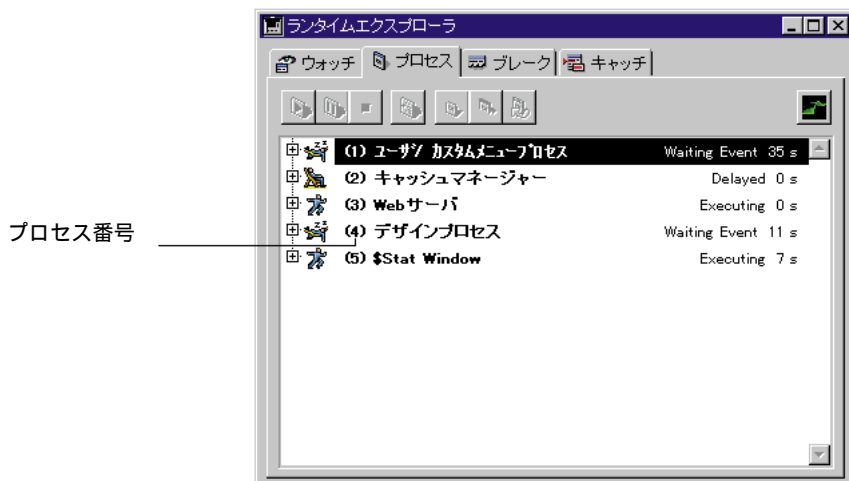 ランタイムエクスプローラ
ウォッチ プロセス ブレーク キャッチ
(1) ユーザ/ カスタムメニュープロセス Waiting Event 35 s
(2) キャッシュマネージャー Delayed 0 s
(3) Webサーバ Executing 0 s
(4) デザインプロセス Waiting Event 11 s
(5) $Stat Window Executing 7 s
プロセス番号